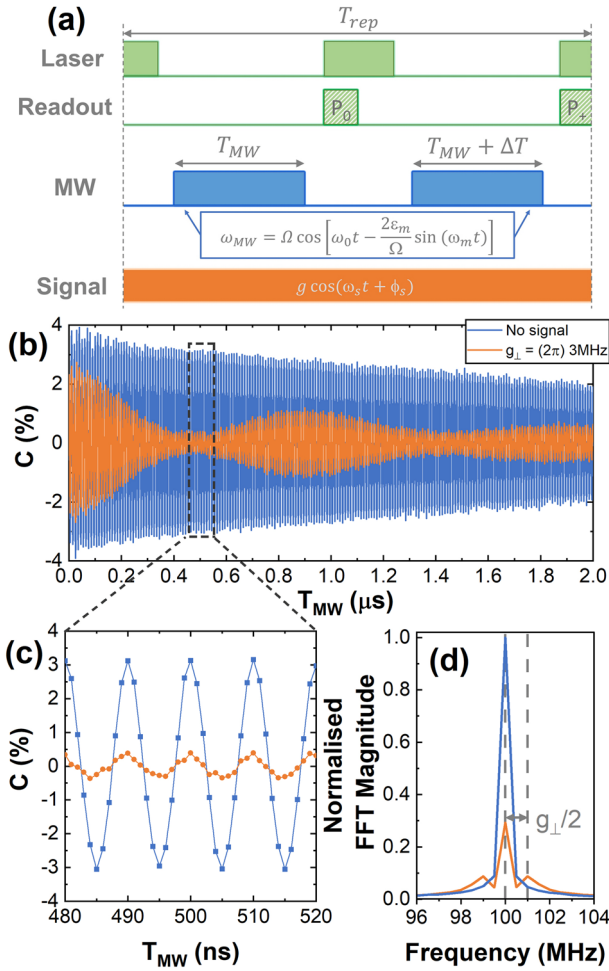 (a)
T_rep
Laser
Readout
P_0
P_+
T_MW
T_MW + ΔT
MW
ω_MW = Ω cos [ω_0 t − 2ε_m/Ω sin (ω_m t)]
Signal
g cos(ω_s t + ϕ_s)
(b)
No signal
g_⊥ = (2π) 3MHz
C (%)
4
2
0
-2
-4
0.0 0.2 0.4 0.6 0.8 1.0 1.2 1.4 1.6 1.8 2.0
T_MW (μs)
(c)
C (%)
4
3
2
1
0
-1
-2
-3
-4
480 490 500 510 520
T_MW (ns)
(d)
Normalised
FFT Magnitude
1.0
0.8
0.6
0.4
0.2
0.0
g_⊥/2
96 98 100 102 104
Frequency (MHz)